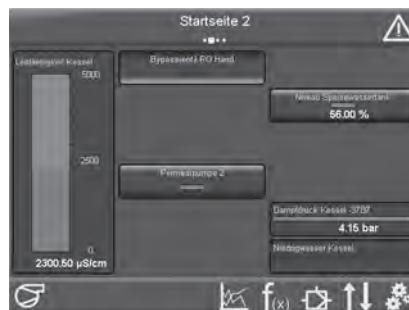 Startseite 2
Leitfähigkeit Kessel
5000
2500
0
2300.50 µS/cm
Bypassventil RO Hand
Permeatpumpe 2
Niveau Speisewassertank
56.00 %
Dampfdruck Kessel -37B7
4.15 bar
Niedrigwasser Kessel
f(x)